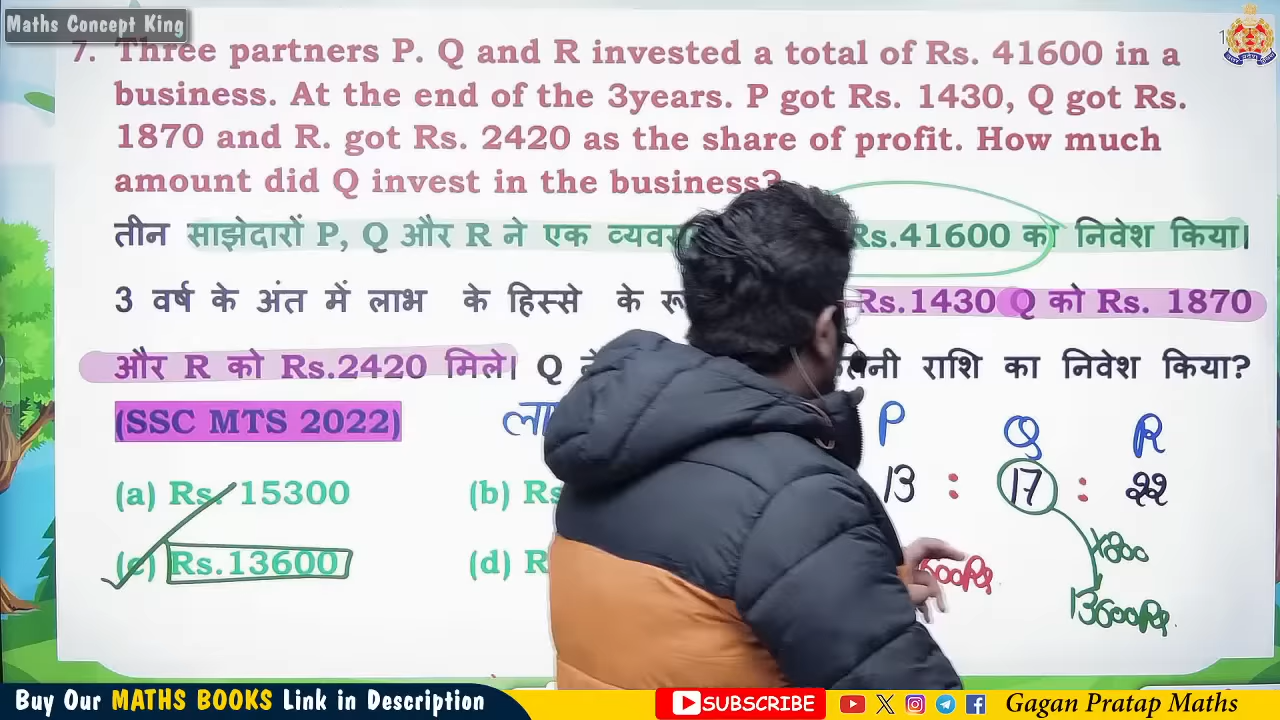 Maths Concept King
7. Three partners P. Q and R invested a total of Rs. 41600 in a
business. At the end of the 3years. P got Rs. 1430, Q got Rs.
1870 and R. got Rs. 2420 as the share of profit. How much
amount did Q invest in the business?
तीन साझेदारों P, Q और R ने एक Rs.41600 का निवेश किया।
3 वर्ष के अंत में लाभ के हिस्से के Rs.1430 Q को Rs. 1870
और R को Rs.2420 मिले। Q राशि का निवेश किया?
(SSC MTS 2022)
P Q R
13 : 17 : 22
(a) Rs. 15300 (b)
×800
(c) Rs.13600 (d)
13600Rs.
Buy Our MATHS BOOKS Link in Description
SUBSCRIBE
Gagan Pratap Maths